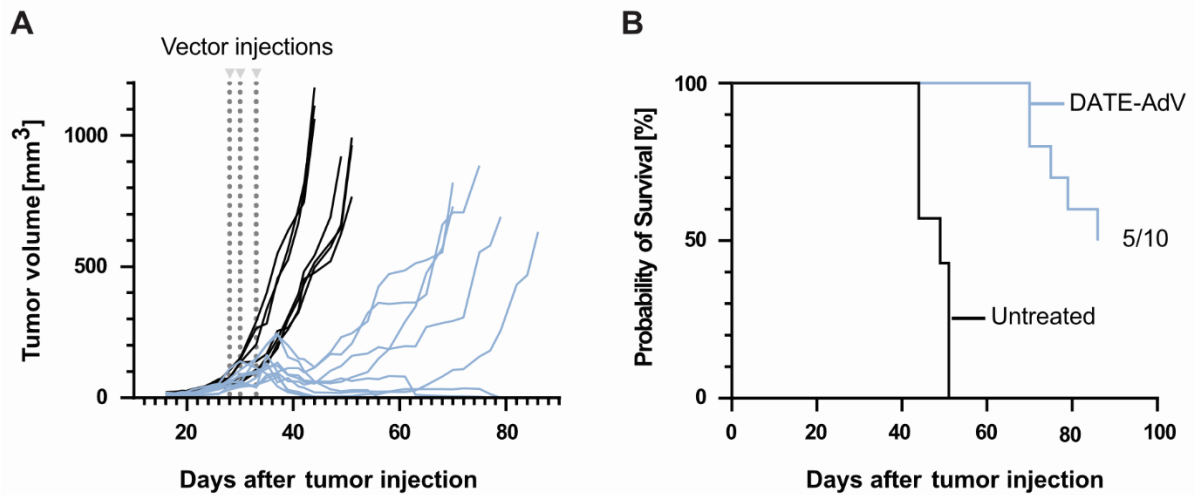 A
Vector injections
Tumor volume [mm³]
1000
500
0
20 40 60 80
Days after tumor injection
B
Probability of Survival [%]
100
50
0
DATE-AdV
5/10
Untreated
0 20 40 60 80 100
Days after tumor injection